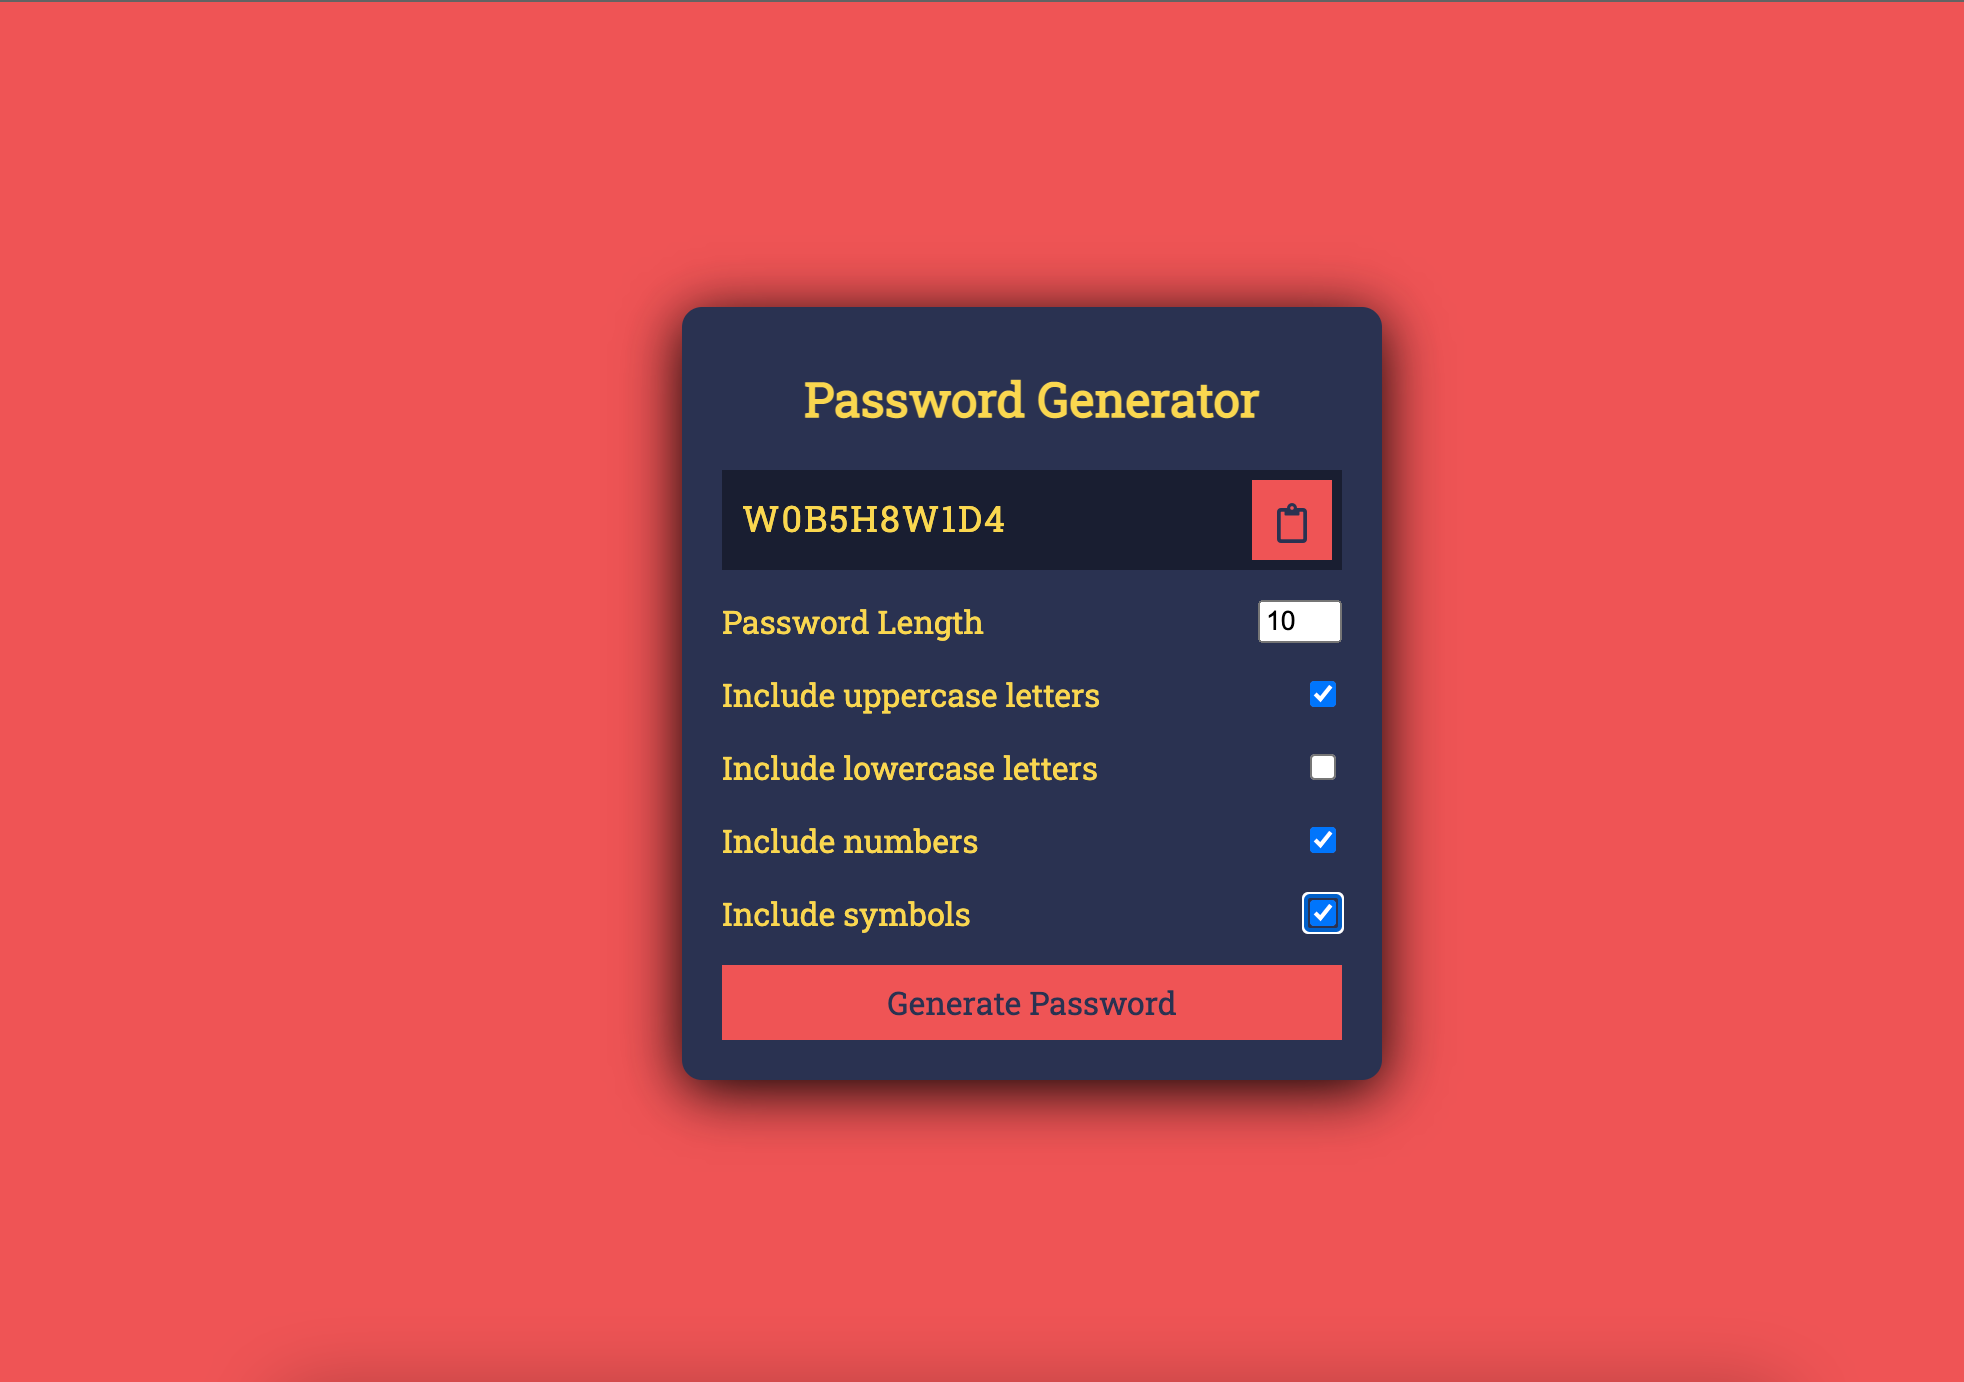 Password Generator
W0B5H8W1D4
Password Length 10
Include uppercase letters
Include lowercase letters
Include numbers
Include symbols
Generate Password